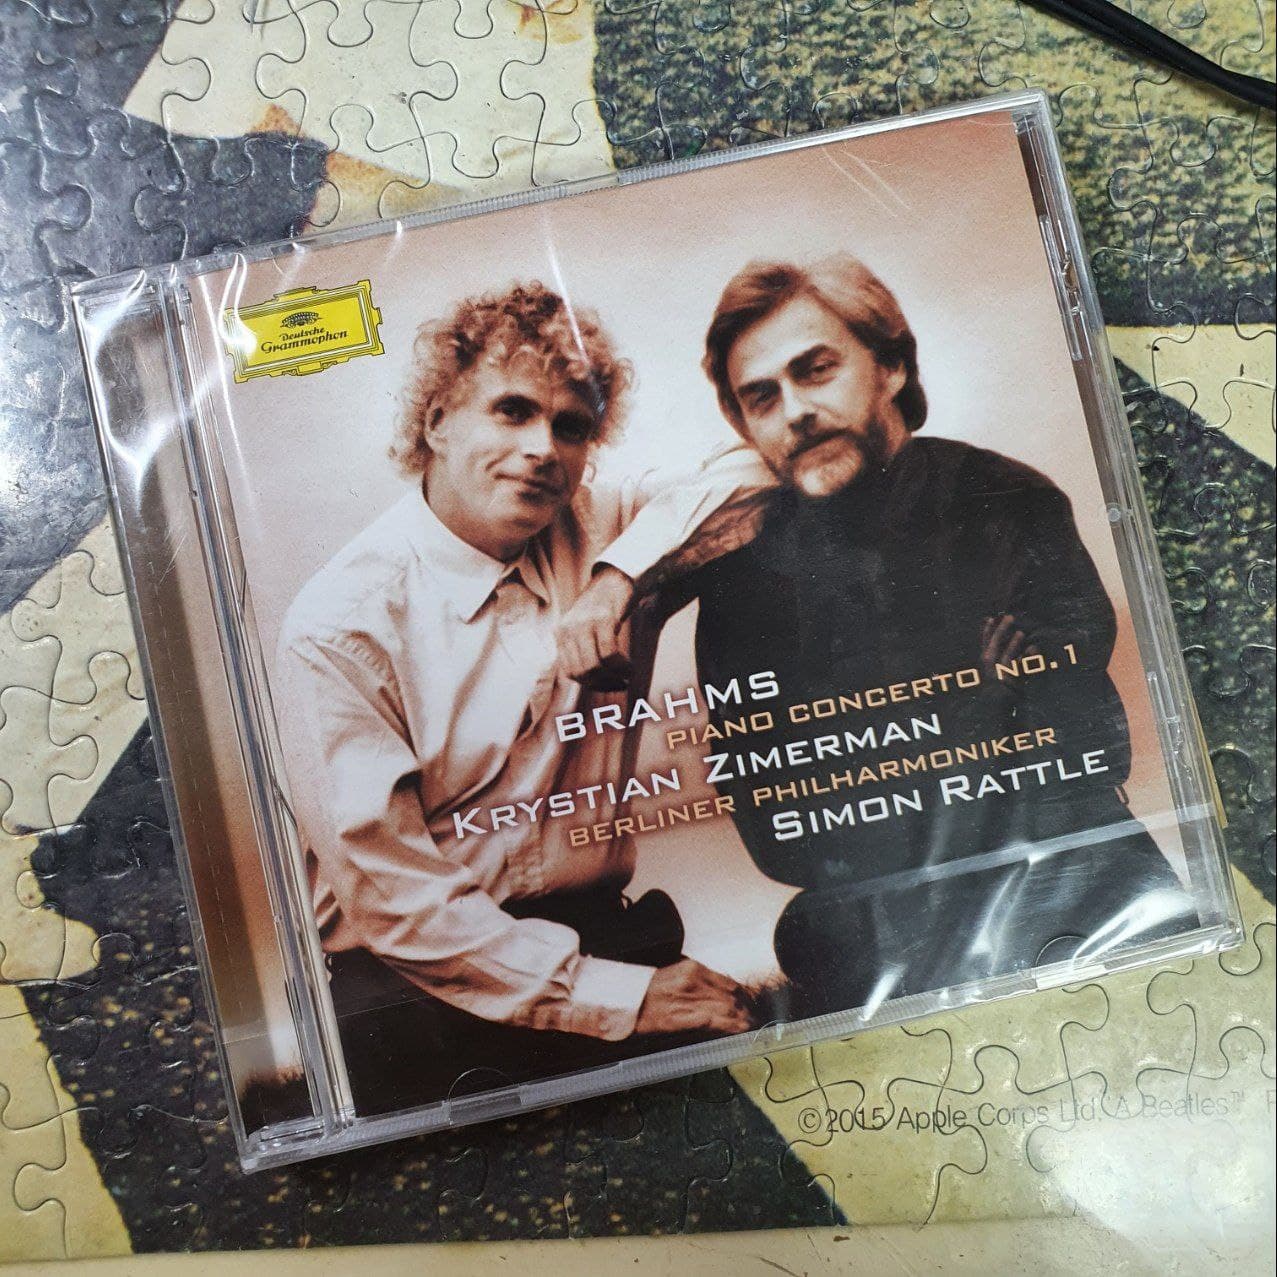 Deutsche
Grammophon
BRAHMS
PIANO CONCERTO NO.1
KRYSTIAN ZIMERMAN
BERLINER PHILHARMONIKER
SIMON RATTLE
© 2015 Apple Corps Ltd. A Beatles™